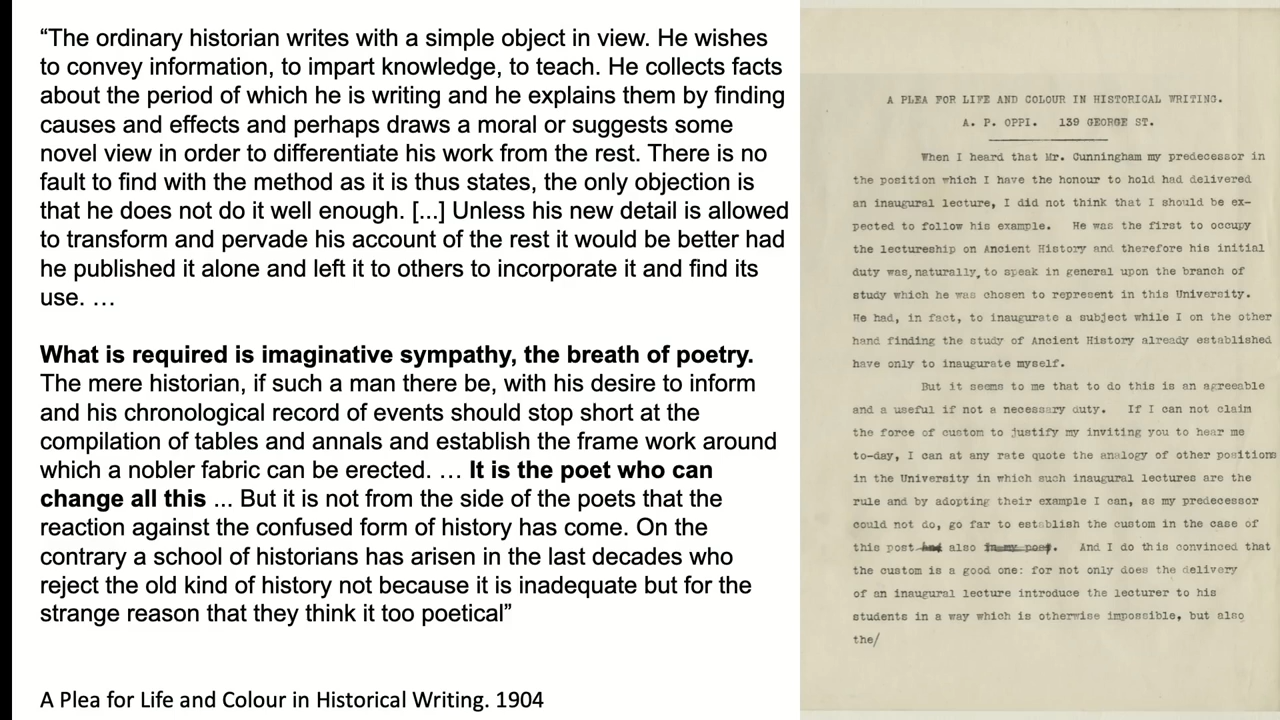 “The ordinary historian writes with a simple object in view. He wishes
to convey information, to impart knowledge, to teach. He collects facts
about the period of which he is writing and he explains them by finding
causes and effects and perhaps draws a moral or suggests some
novel view in order to differentiate his work from the rest. There is no
fault to find with the method as it is thus states, the only objection is
that he does not do it well enough. [...] Unless his new detail is allowed
to transform and pervade his account of the rest it would be better had
he published it alone and left it to others to incorporate it and find its
use. …
What is required is imaginative sympathy, the breath of poetry.
The mere historian, if such a man there be, with his desire to inform
and his chronological record of events should stop short at the
compilation of tables and annals and establish the frame work around
which a nobler fabric can be erected. … It is the poet who can
change all this ... But it is not from the side of the poets that the
reaction against the confused form of history has come. On the
contrary a school of historians has arisen in the last decades who
reject the old kind of history not because it is inadequate but for the
strange reason that they think it too poetical”
A Plea for Life and Colour in Historical Writing. 1904
A PLEA FOR LIFE AND COLOUR IN HISTORICAL WRITING.
A. P. OPPI. 139 GEORGE ST.
When I heard that Mr. Cunningham my predecessor in
the position which I have the honour to hold had delivered
an inaugural lecture, I did not think that I should be ex-
pected to follow his example. He was the first to occupy
the lectureship on Ancient History and therefore his initial
duty was, naturally, to speak in general upon the branch of
study which he was chosen to represent in this University.
He had, in fact, to inaugurate a subject while I on the other
hand finding the study of Ancient History already established
have only to inaugurate myself.
But it seems to me that to do this is an agreeable
and a useful if not a necessary duty. If I can not claim
the force of custom to justify my inviting you to hear me
to-day, I can at any rate quote the analogy of other positions
in the University in which such inaugural lectures are the
rule and by adopting their example I can, as my predecessor
could not do, go far to establish the custom in the case of
this post also. And I do this convinced that
the custom is a good one: for not only does the delivery
of an inaugural lecture introduce the lecturer to his
students in a way which is otherwise impossible, but also
the/